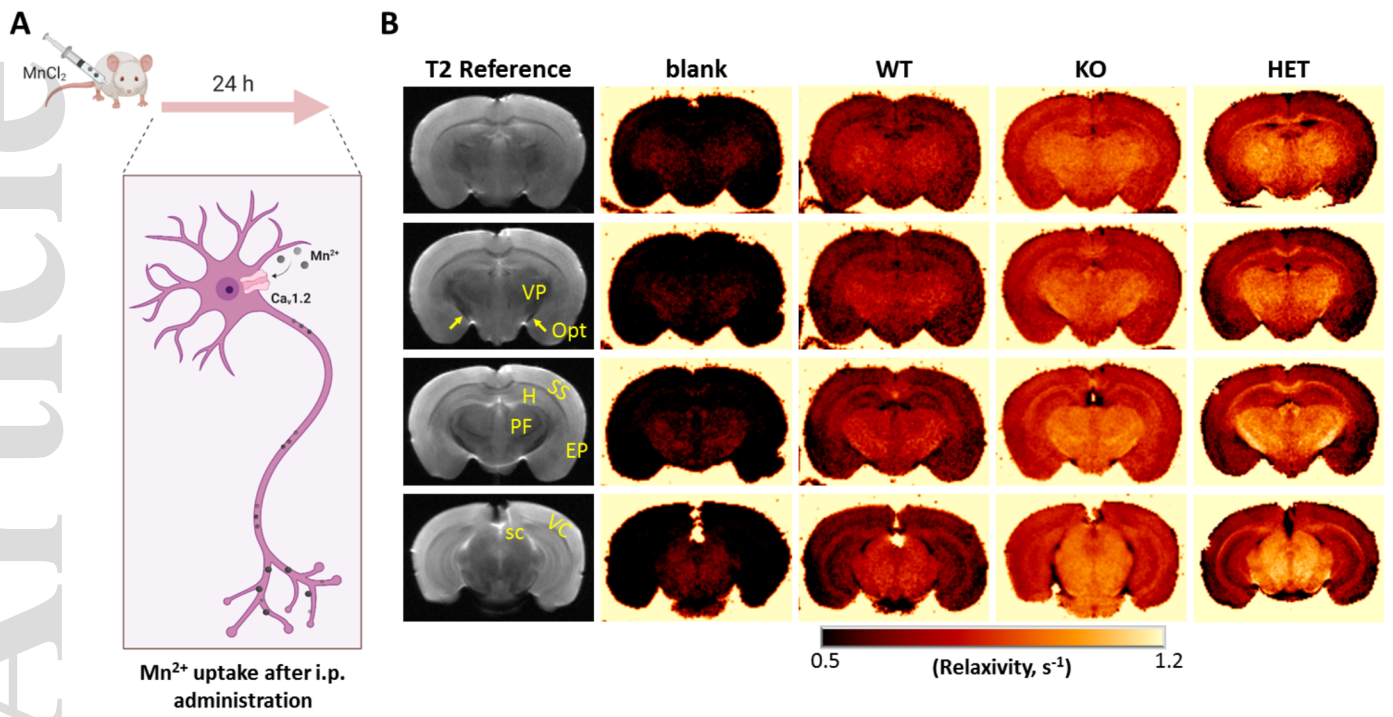 A
B
MnCl₂
24 h
Mn²⁺
Caᵥ1.2
Mn²⁺ uptake after i.p.
administration
T2 Reference
blank
WT
KO
HET
VP
Opt
H
SS
PF
EP
sc
VC
0.5
(Relaxivity, s⁻¹)
1.2
Article